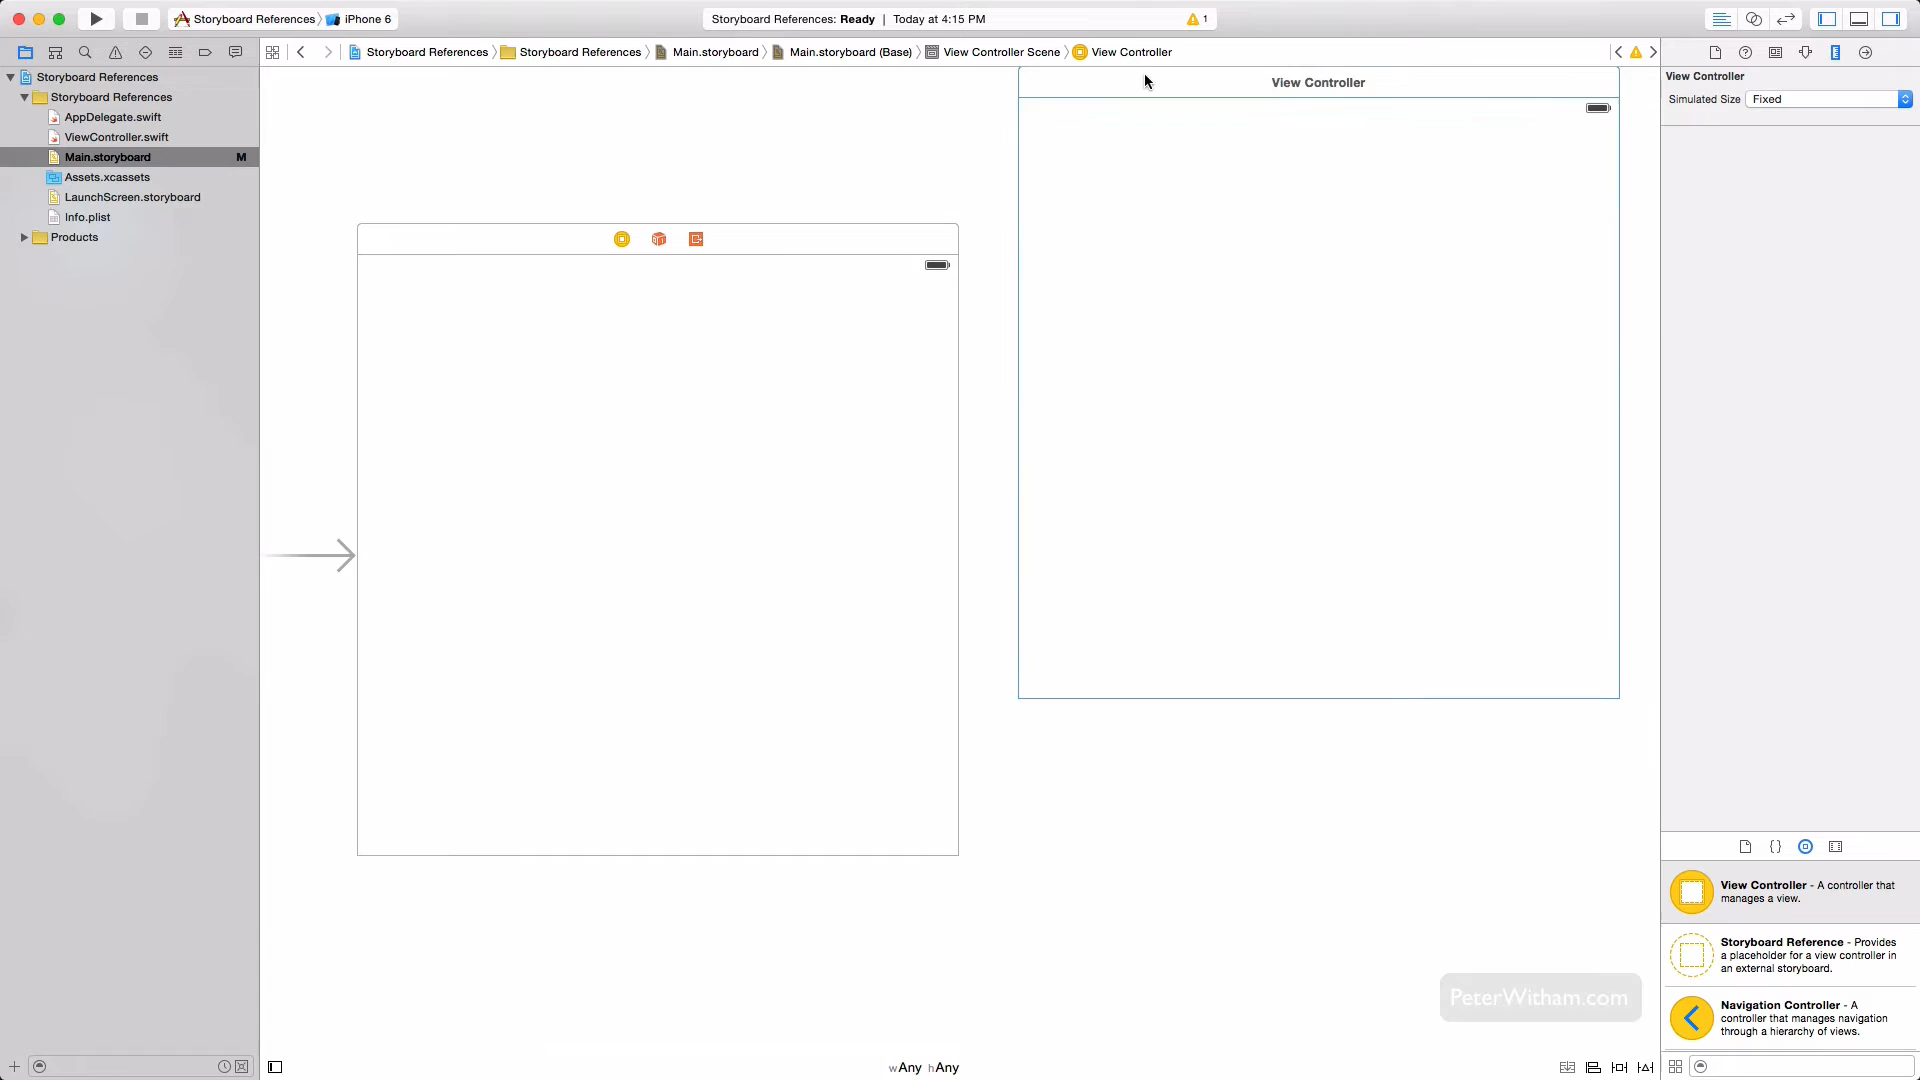 Storyboard References
iPhone 6
Storyboard References: Ready | Today at 4:15 PM
1
Storyboard References
Storyboard References
Main.storyboard
Main.storyboard (Base)
View Controller Scene
View Controller
Storyboard References
Storyboard References
AppDelegate.swift
ViewController.swift
Main.storyboard M
Assets.xcassets
LaunchScreen.storyboard
Info.plist
Products
View Controller
View Controller
Simulated Size Fixed
View Controller - A controller that
manages a view.
Storyboard Reference - Provides
a placeholder for a view controller in
an external storyboard.
Navigation Controller - A
controller that manages navigation
through a hierarchy of views.
PeterWitham.com
wAny hAny